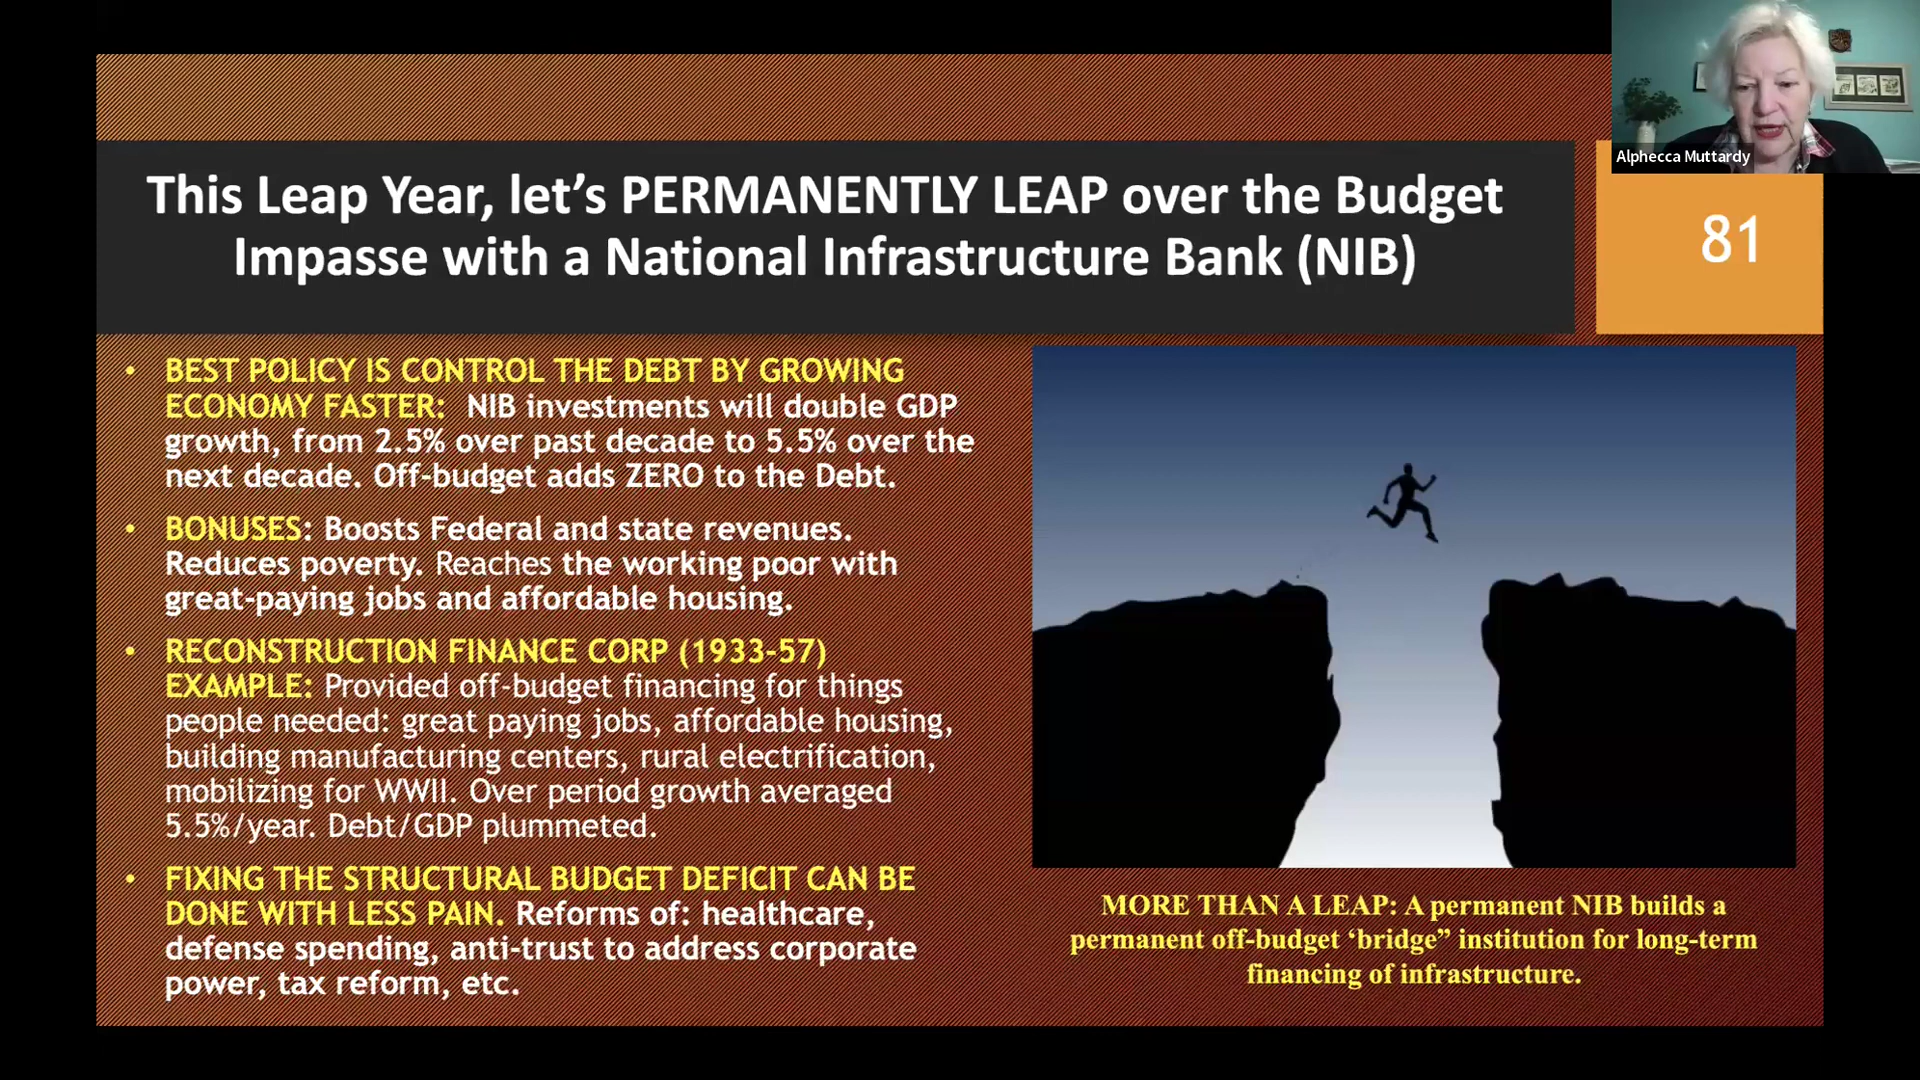 Alphecca Muttardy
This Leap Year, let’s PERMANENTLY LEAP over the Budget
Impasse with a National Infrastructure Bank (NIB)
81
• BEST POLICY IS CONTROL THE DEBT BY GROWING
ECONOMY FASTER: NIB investments will double GDP
growth, from 2.5% over past decade to 5.5% over the
next decade. Off-budget adds ZERO to the Debt.
• BONUSES: Boosts Federal and state revenues.
Reduces poverty. Reaches the working poor with
great-paying jobs and affordable housing.
• RECONSTRUCTION FINANCE CORP (1933-57)
EXAMPLE: Provided off-budget financing for things
people needed: great paying jobs, affordable housing,
building manufacturing centers, rural electrification,
mobilizing for WWII. Over period growth averaged
5.5%/year. Debt/GDP plummeted.
• FIXING THE STRUCTURAL BUDGET DEFICIT CAN BE
DONE WITH LESS PAIN. Reforms of: healthcare,
defense spending, anti-trust to address corporate
power, tax reform, etc.
MORE THAN A LEAP: A permanent NIB builds a
permanent off-budget ‘bridge” institution for long-term
financing of infrastructure.